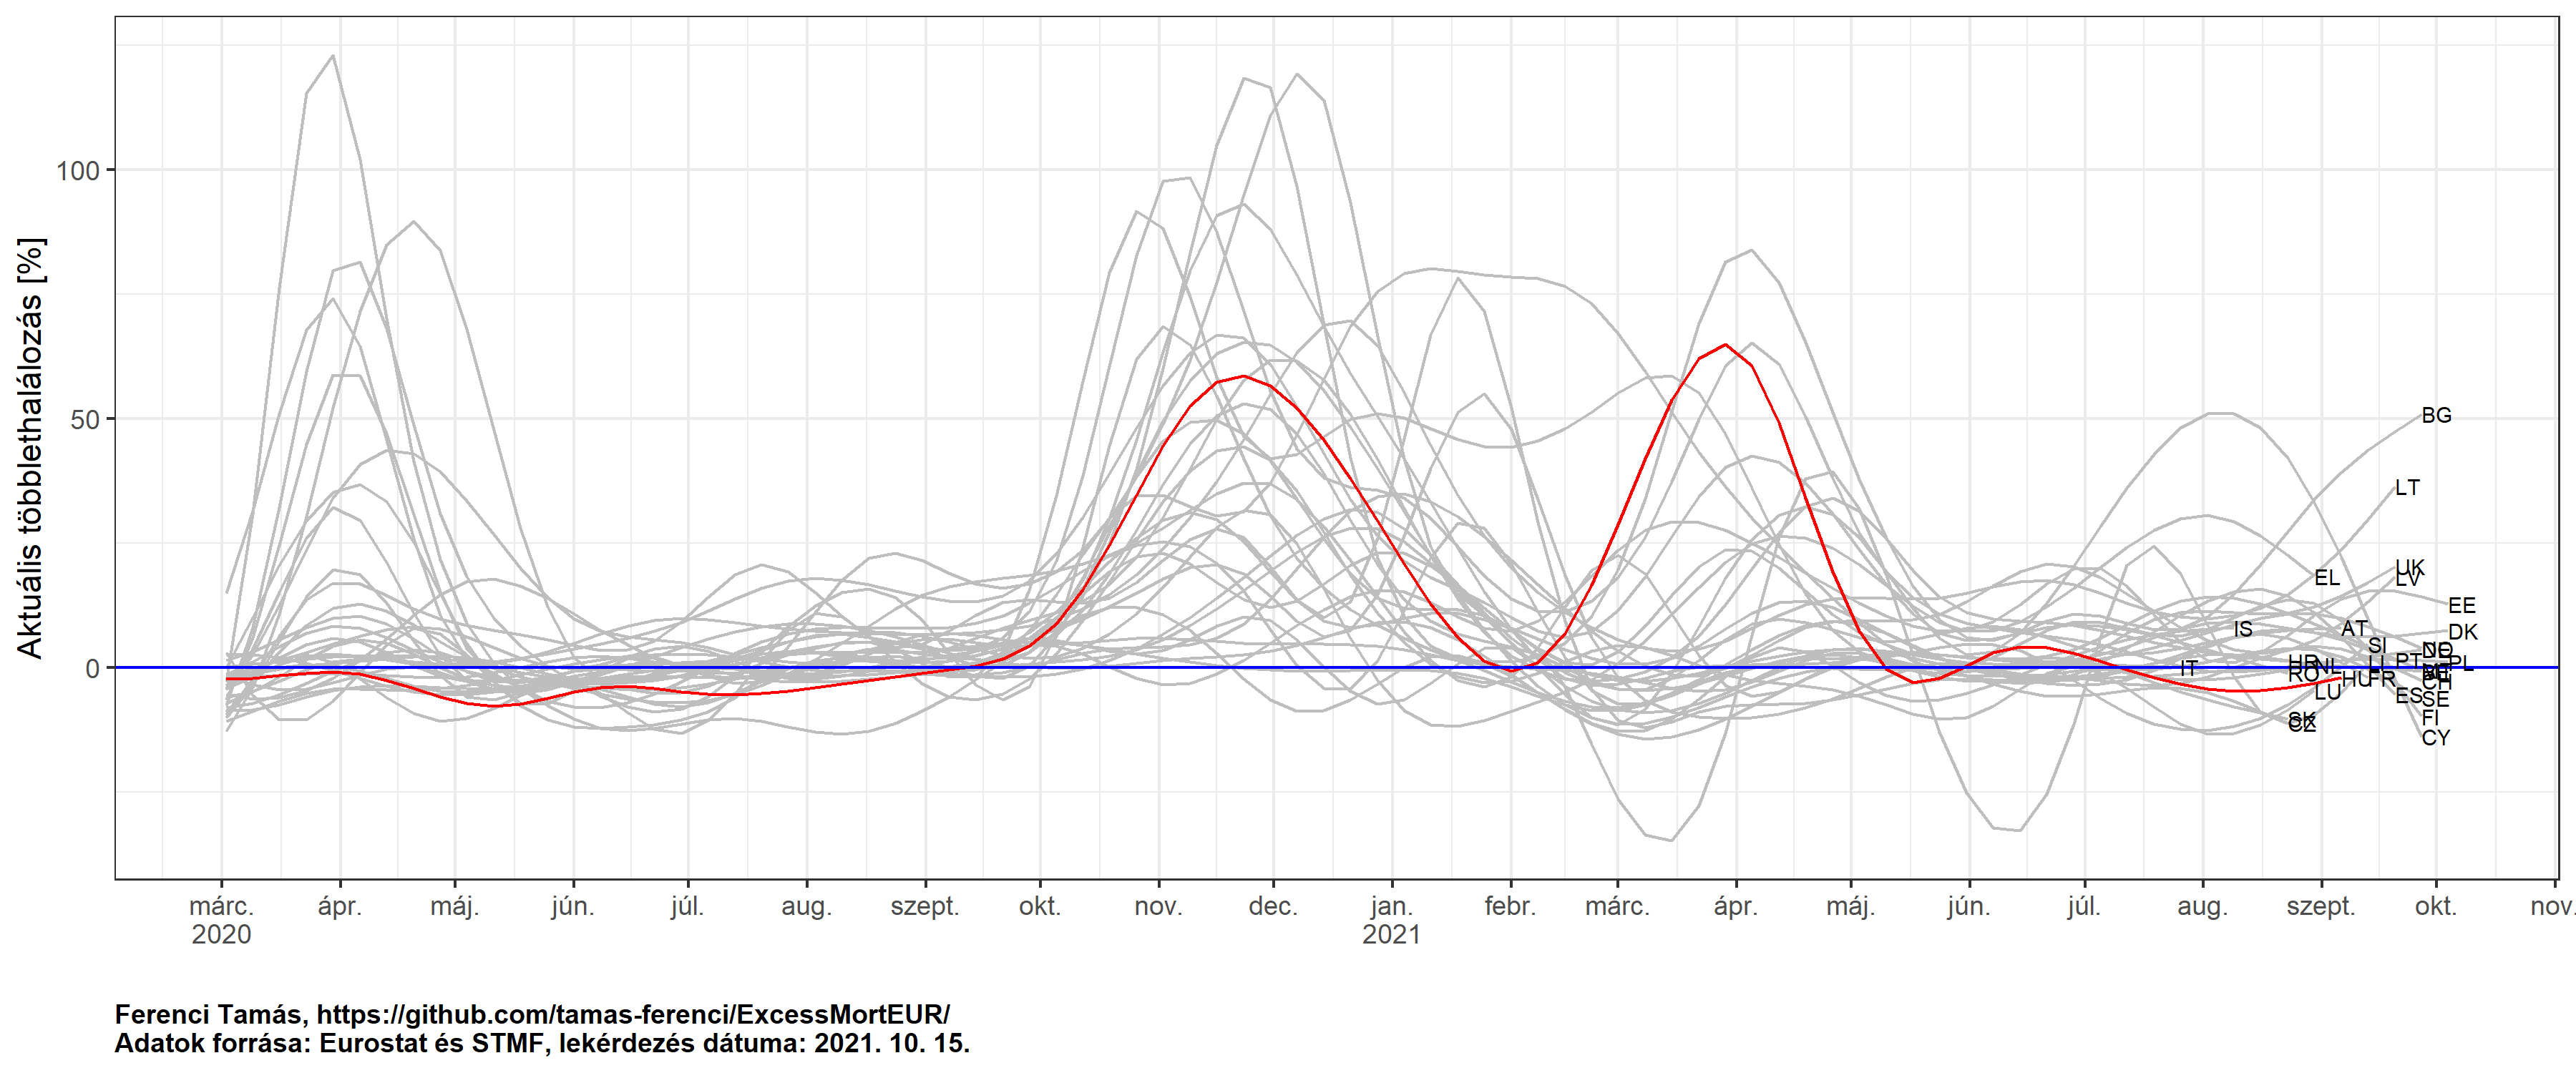 Aktuális többlethalálozás [%]
100
50
0
BG
LT
UK
LV
EL
EE
IS
AT
DK
SI
IT
HR
RO
NL
LI
PT
PL
HU
FR
CH
LU
ES
SE
SK
CZ
FI
CY
márc. ápr. máj. jún. júl. aug. szept. okt. nov. dec. jan. febr. márc. ápr. máj. jún. júl. aug. szept. okt. nov.
2020 2021
Ferenci Tamás, https://github.com/tamas-ferenci/ExcessMortEUR/
Adatok forrása: Eurostat és STMF, lekérdezés dátuma: 2021. 10. 15.